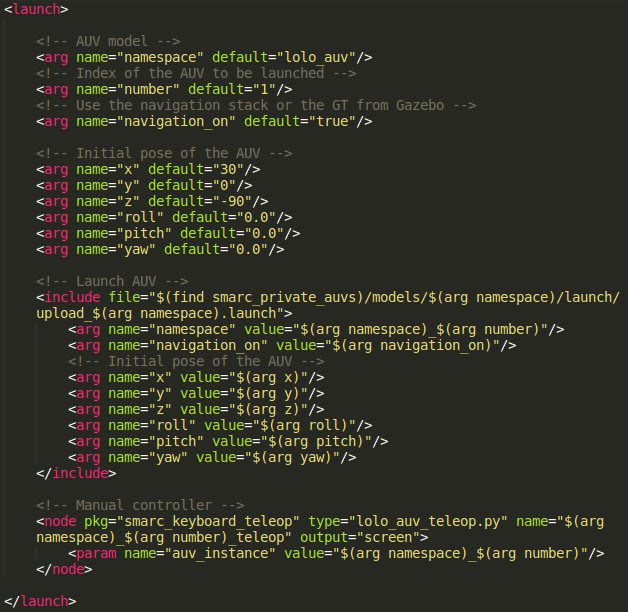 <launch>
<!-- AUV model -->
<arg name="namespace" default="lolo_auv"/>
<!-- Index of the AUV to be launched -->
<arg name="number" default="1"/>
<!-- Use the navigation stack or the GT from Gazebo -->
<arg name="navigation_on" default="true"/>
<!-- Initial pose of the AUV -->
<arg name="x" default="30"/>
<arg name="y" default="0"/>
<arg name="z" default="-90"/>
<arg name="roll" default="0.0"/>
<arg name="pitch" default="0.0"/>
<arg name="yaw" default="0.0"/>
<!-- Launch AUV -->
<include file="$(find smarc_private_auvs)/models/$(arg namespace)/launch/
upload_$(arg namespace).launch">
<arg name="namespace" value="$(arg namespace)_$(arg number)"/>
<arg name="navigation_on" value="$(arg navigation_on)"/>
<!-- Initial pose of the AUV -->
<arg name="x" value="$(arg x)"/>
<arg name="y" value="$(arg y)"/>
<arg name="z" value="$(arg z)"/>
<arg name="roll" value="$(arg roll)"/>
<arg name="pitch" value="$(arg pitch)"/>
<arg name="yaw" value="$(arg yaw)"/>
</include>
<!-- Manual controller -->
<node pkg="smarc_keyboard_teleop" type="lolo_auv_teleop.py" name="$(arg
namespace)_$(arg number)_teleop" output="screen">
<param name="auv_instance" value="$(arg namespace)_$(arg number)"/>
</node>
</launch>